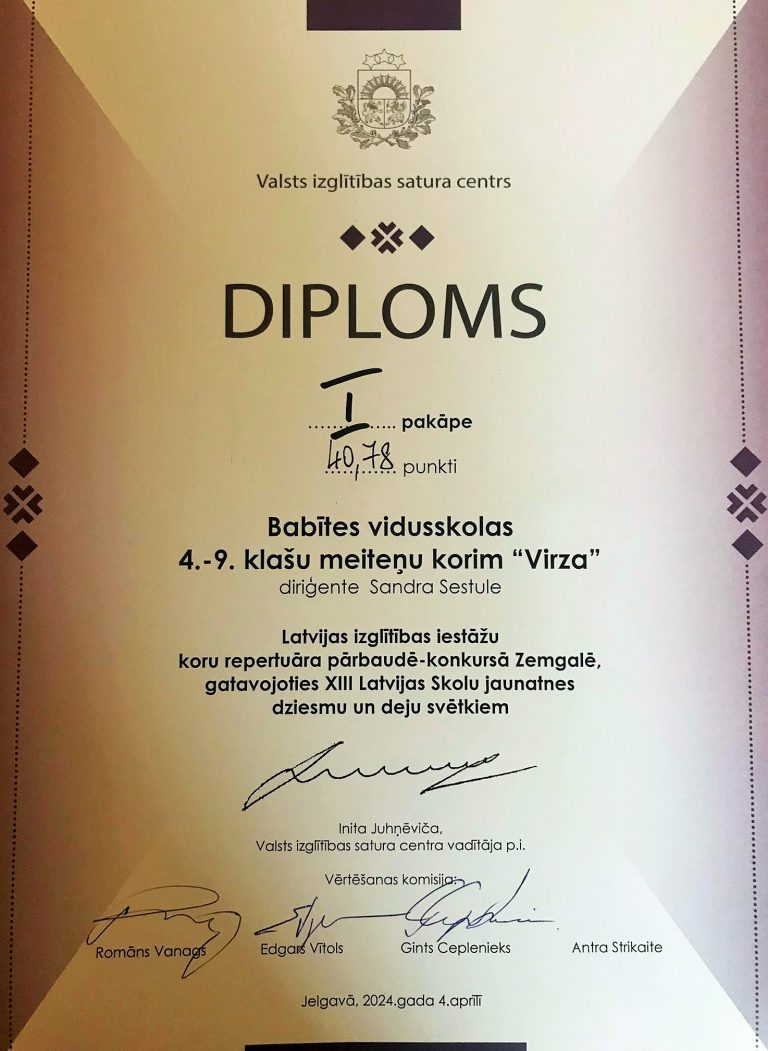 Valsts izglītības satura centrs
DIPLOMS
I pakāpe
40,78 punkti
Babītes vidusskolas
4.-9. klašu meiteņu korim “Virza”
diriģente Sandra Sestule
Latvijas izglītības iestāžu
koru repertuāra pārbaudē-konkursā Zemgalē,
gatavojoties XIII Latvijas Skolu jaunatnes
dziesmu un deju svētkiem
Inita Juhņēviča,
Valsts izglītības satura centra vadītāja p.i.
Vērtēšanas komisija:
Romāns Vanags Edgars Vītols Gints Ceplenieks Antra Strikaite
Jelgavā, 2024.gada 4.aprīlī